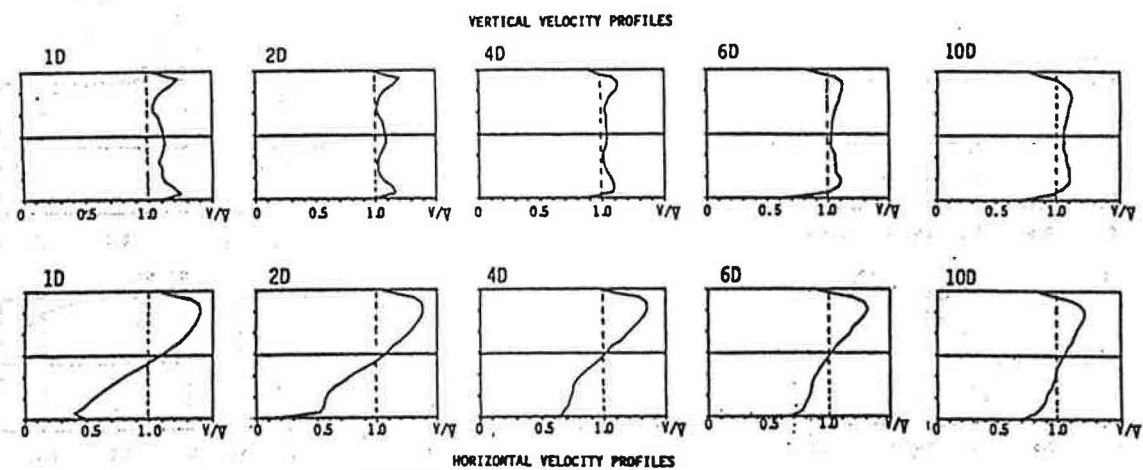 VERTICAL VELOCITY PROFILES
1D 2D 4D 6D 10D
0 0.5 1.0 V/V̅ 0 0.5 1.0 V/V̅ 0 0.5 1.0 V/V̅ 0 0.5 1.0 V/V̅ 0 0.5 1.0 V/V̅
1D 2D 4D 6D 10D
0 0.5 1.0 V/V̅ 0 0.5 1.0 V/V̅ 0 0.5 1.0 V/V̅ 0 0.5 1.0 V/V̅ 0 0.5 1.0 V/V̅
HORIZONTAL VELOCITY PROFILES